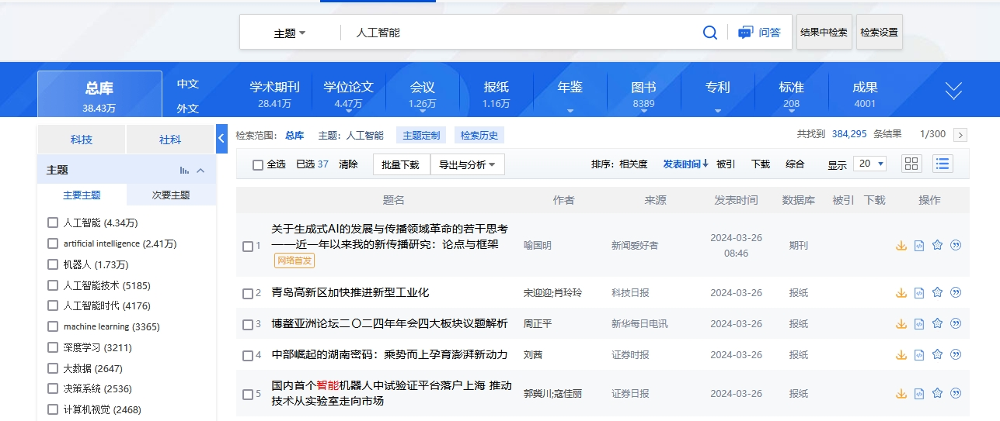 主题 人工智能 问答 结果中检索 检索设置
总库 38.43万
中文
外文
学术期刊 学位论文 会议 报纸 年鉴 图书 专利 标准 成果
28.41万 4.47万 1.26万 1.16万 8389 208 4001
科技 社科
检索范围：总库 主题：人工智能 主题定制 检索历史 共找到 384,295 条结果 1/300
主题
全选 已选 37 清除 批量下载 导出与分析 排序：相关度 发表时间↓ 被引 下载 综合 显示 20
主要主题 次要主题
人工智能 (4.34万)
artificial intelligence (2.41万)
机器人 (1.73万)
人工智能技术 (5185)
人工智能时代 (4176)
machine learning (3365)
深度学习 (3211)
大数据 (2647)
决策系统 (2536)
计算机视觉 (2468)
题名 作者 来源 发表时间 数据库 被引 下载 操作
1 关于生成式AI的发展与传播领域革命的若干思考
——近一年以来我的新传播研究：论点与框架
网络首发
喻国明 新闻爱好者 2024-03-26
08:46
期刊
2 青岛高新区加快推进新型工业化 宋迎迎;肖玲玲 科技日报 2024-03-26 报纸
3 博鳌亚洲论坛二〇二四年年会四大板块议题解析 周正平 新华每日电讯 2024-03-26 报纸
4 中部崛起的湖南密码：乘势而上孕育澎湃新动力 刘茜 证券时报 2024-03-26 报纸
5 国内首个智能机器人中试验证平台落户上海 推动
技术从实验室走向市场
郭冀川;寇佳丽 证券日报 2024-03-26 报纸